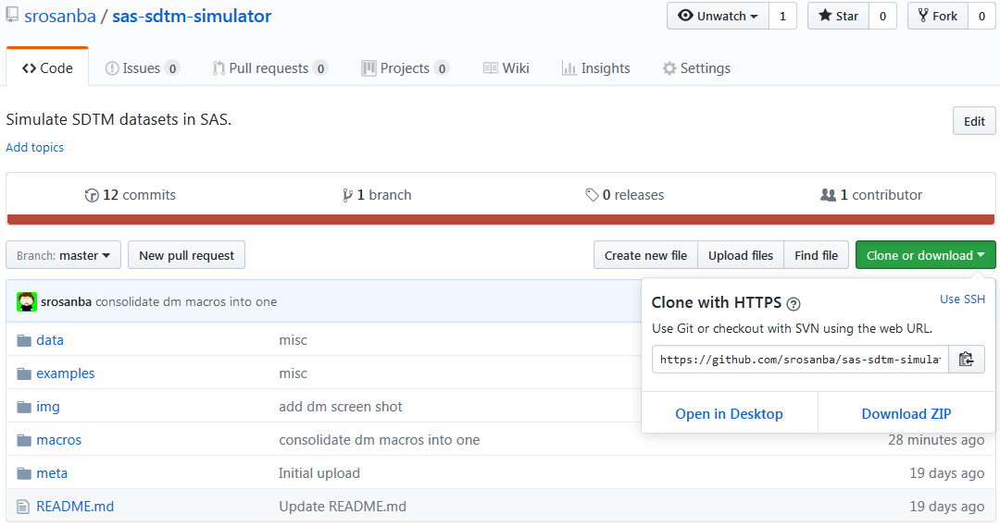 srosanba / sas-sdtm-simulator
Unwatch 1 Star 0 Fork 0
Code Issues 0 Pull requests 0 Projects 0 Wiki Insights Settings
Simulate SDTM datasets in SAS.
Edit
Add topics
12 commits 1 branch 0 releases 1 contributor
Branch: master New pull request Create new file Upload files Find file Clone or download
srosanba consolidate dm macros into one
Clone with HTTPS ?
Use SSH
Use Git or checkout with SVN using the web URL.
https://github.com/srosanba/sas-sdtm-simulat
Open in Desktop Download ZIP
data misc
examples misc
img add dm screen shot
macros consolidate dm macros into one 28 minutes ago
meta Initial upload 19 days ago
README.md Update README.md 19 days ago